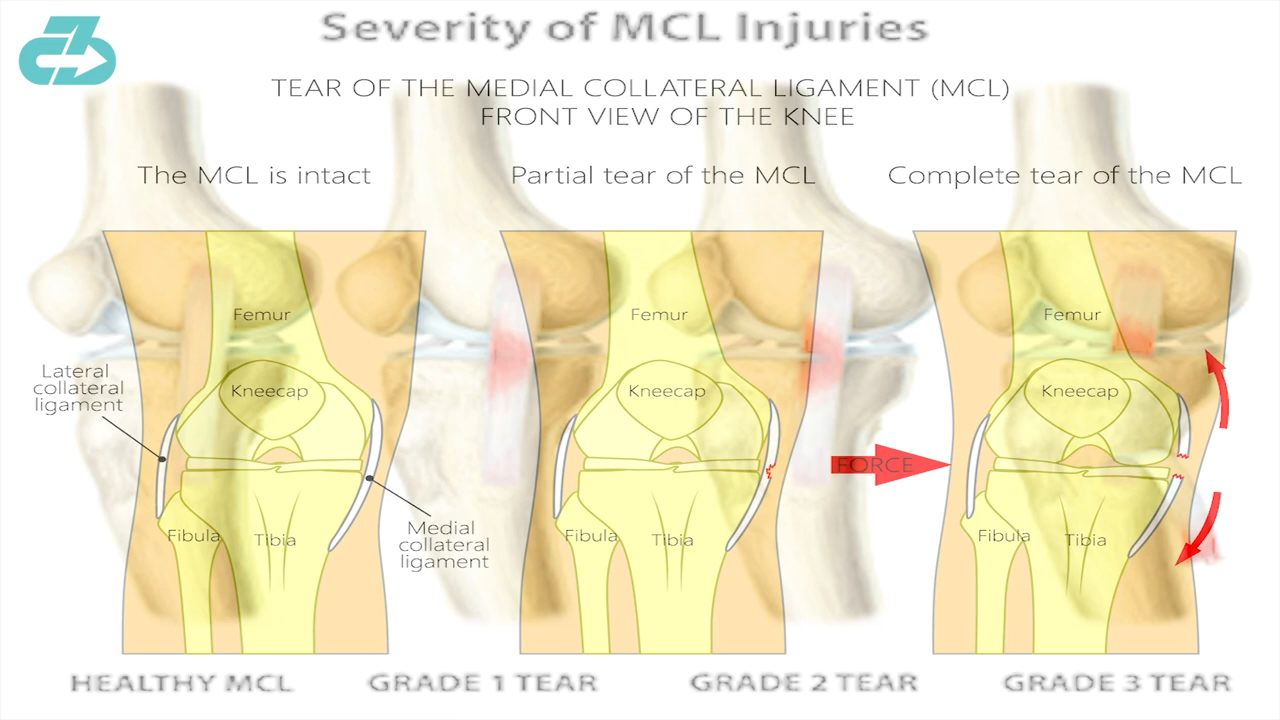 Severity of MCL Injuries
TEAR OF THE MEDIAL COLLATERAL LIGAMENT (MCL)
FRONT VIEW OF THE KNEE
The MCL is intact
Partial tear of the MCL
Complete tear of the MCL
Femur
Femur
Femur
Lateral
collateral
ligament
Kneecap
Kneecap
Kneecap
FORCE
Fibula
Tibia
Medial
collateral
ligament
Fibula
Tibia
Fibula
Tibia
HEALTHY MCL
GRADE 1 TEAR
GRADE 2 TEAR
GRADE 3 TEAR